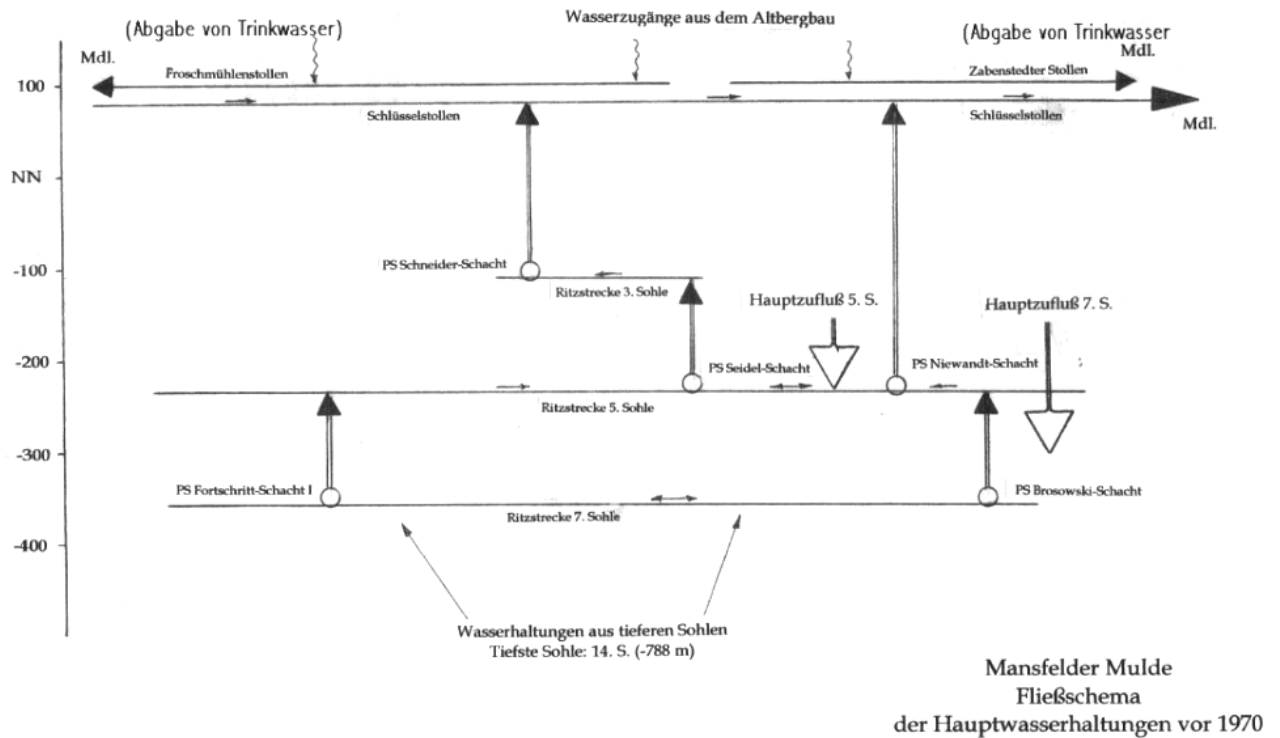 Wasserzugänge aus dem Altbergbau
(Abgabe von Trinkwasser)
(Abgabe von Trinkwasser
Mdl.
Mdl.
Froschmühlenstollen
Zabenstedter Stollen
100
Schlüsselstollen
Schlüsselstollen
Mdl.
NN
PS Schneider-Schacht
-100
Ritzstrecke 3. Sohle
Hauptzufluß 5. S.
Hauptzufluß 7. S.
-200
PS Seidel-Schacht
PS Niewandt-Schacht
Ritzstrecke 5. Sohle
-300
PS Fortschritt-Schacht I
PS Brosowski-Schacht
Ritzstrecke 7. Sohle
-400
Wasserhaltungen aus tieferen Sohlen
Tiefste Sohle: 14. S. (-788 m)
Mansfelder Mulde
Fließschema
der Hauptwasserhaltungen vor 1970